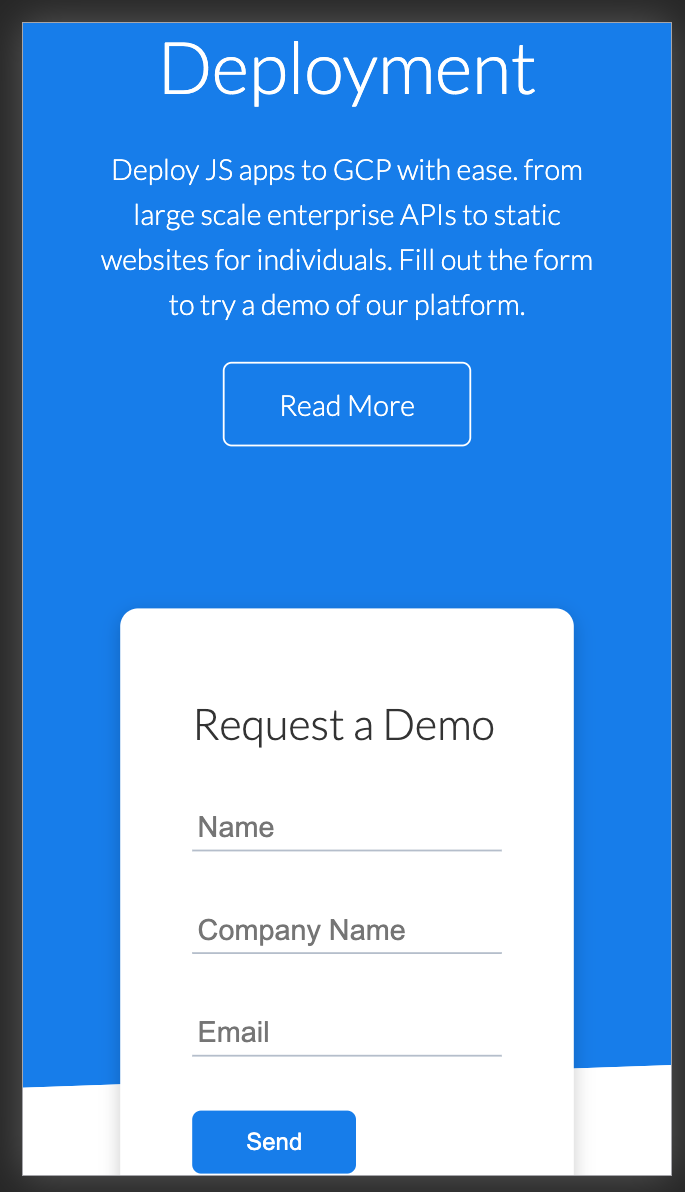 Deployment
Deploy JS apps to GCP with ease. from
large scale enterprise APIs to static
websites for individuals. Fill out the form
to try a demo of our platform.
Read More
Request a Demo
Name
Company Name
Email
Send